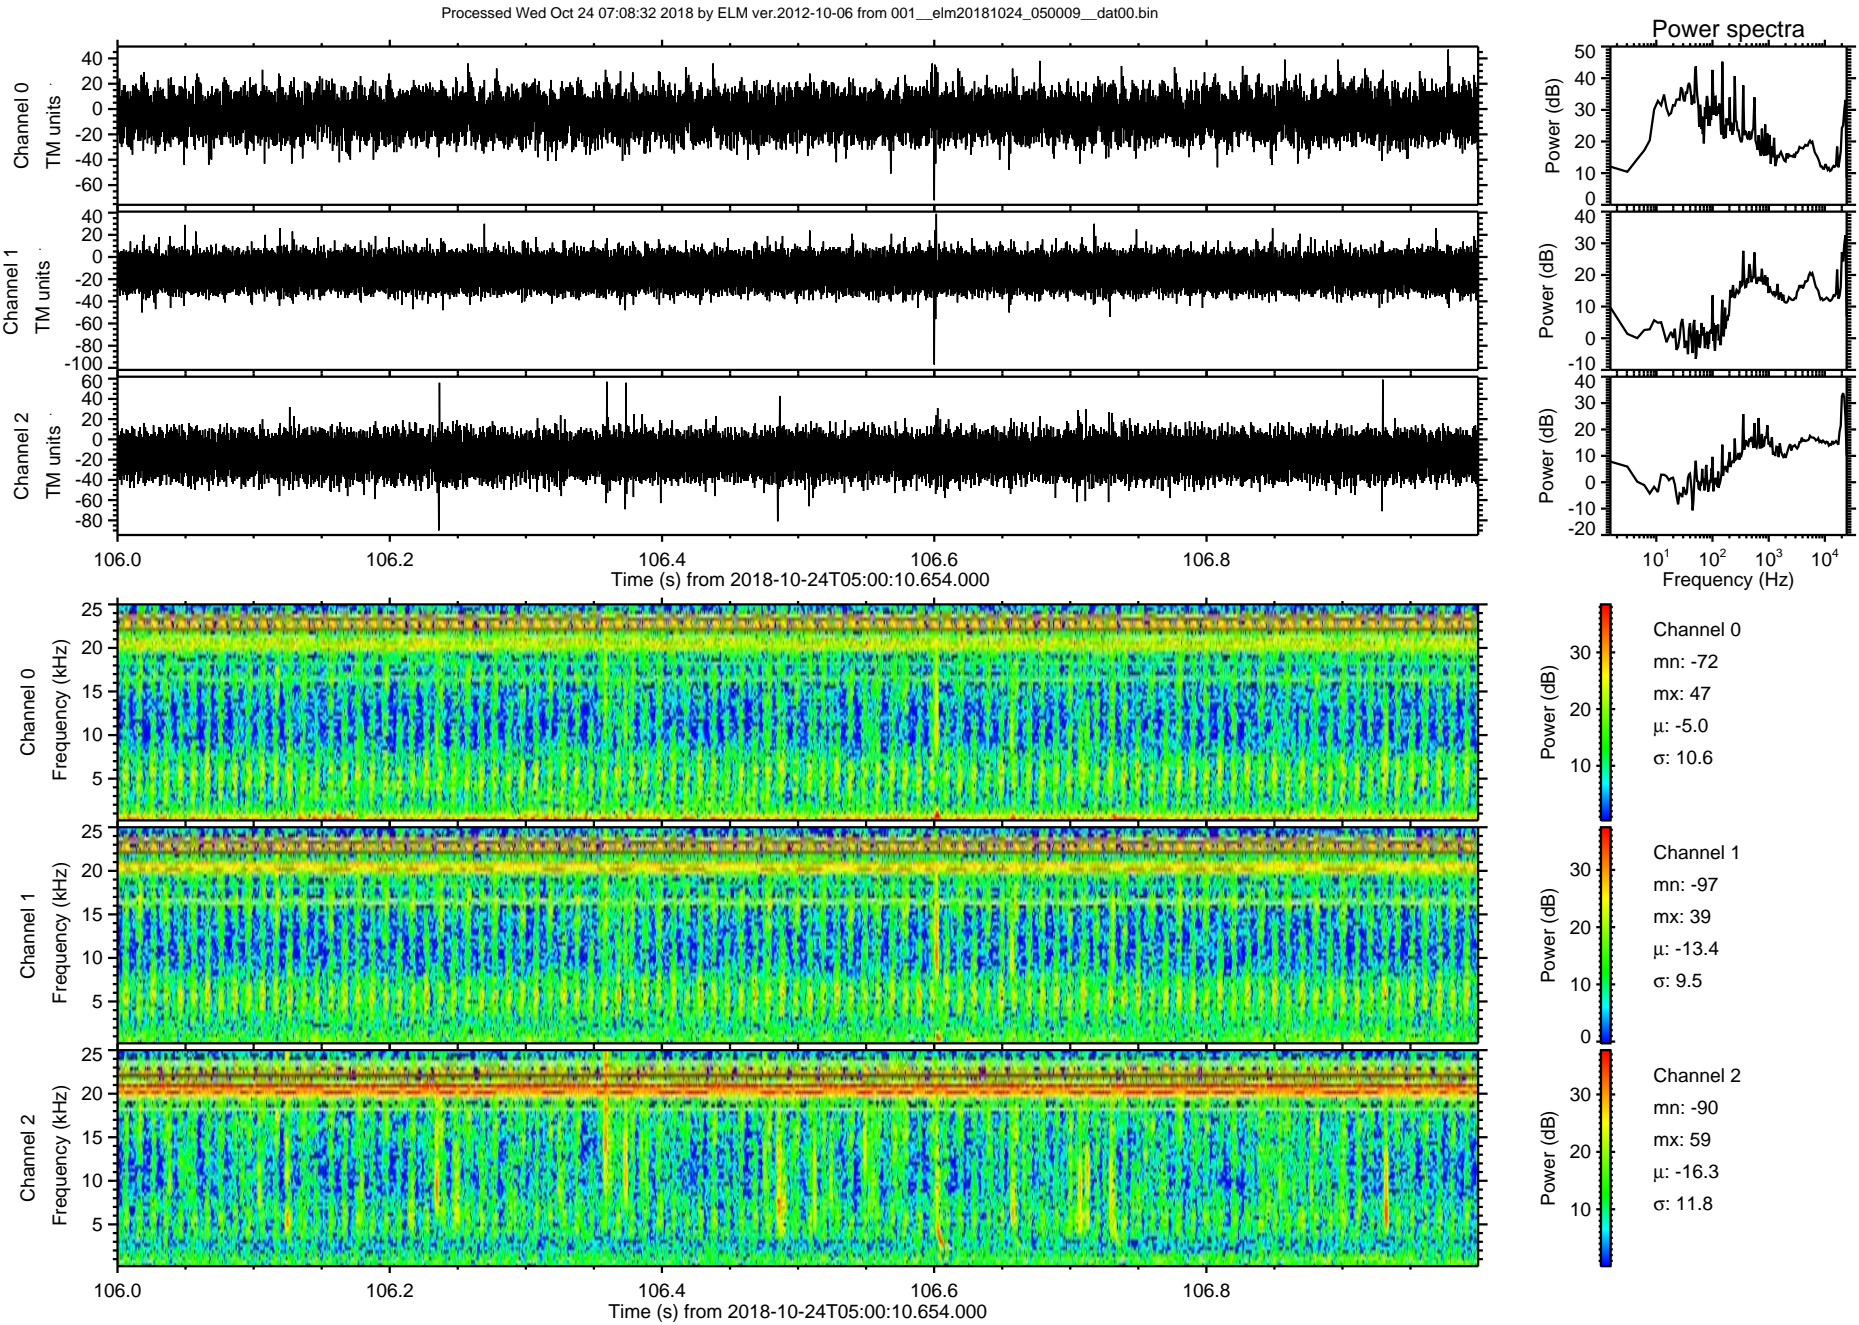 Processed Wed Oct 24 07:08:32 2018 by ELM ver.2012-10-06 from 001__elm20181024_050009__dat00.bin
Power spectra
Channel 0
TM units
40
20
0
-20
-40
-60
Power (dB)
50
40
30
20
10
0
Channel 1
TM units
40
20
0
-20
-40
-60
-80
-100
Power (dB)
40
30
20
10
0
-10
Channel 2
TM units
60
40
20
0
-20
-40
-60
-80
Power (dB)
40
30
20
10
0
-10
-20
106.0 106.2 106.4 106.6 106.8
Time (s) from 2018-10-24T05:00:10.654.000
10¹ 10² 10³ 10⁴
Frequency (Hz)
Channel 0
Frequency (kHz)
25
20
15
10
5
Power (dB)
30
20
10
Channel 0
mn: -72
mx: 47
μ: -5.0
σ: 10.6
Channel 1
Frequency (kHz)
25
20
15
10
5
Power (dB)
30
20
10
0
Channel 1
mn: -97
mx: 39
μ: -13.4
σ: 9.5
Channel 2
Frequency (kHz)
25
20
15
10
5
Power (dB)
30
20
10
Channel 2
mn: -90
mx: 59
μ: -16.3
σ: 11.8
106.0 106.2 106.4 106.6 106.8
Time (s) from 2018-10-24T05:00:10.654.000